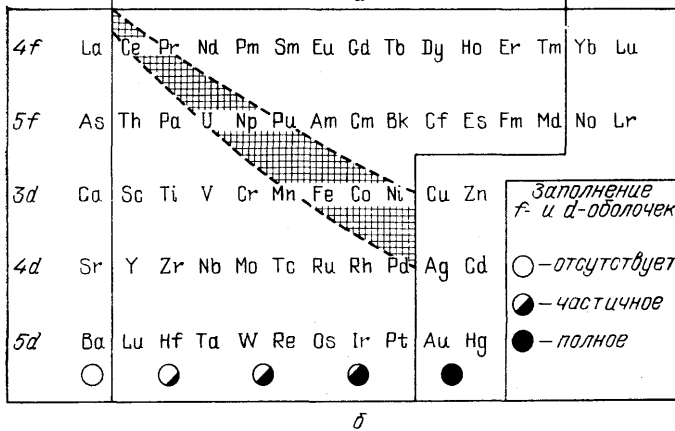 4f La Ce Pr Nd Pm Sm Eu Gd Tb Dy Ho Er Tm Yb Lu
5f As Th Pa U Np Pu Am Cm Bk Cf Es Fm Md No Lr
3d Ca Sc Ti V Cr Mn Fe Co Ni Cu Zn
4d Sr Y Zr Nb Mo Tc Ru Rh Pd Ag Cd
5d Ba Lu Hf Ta W Re Os Ir Pt Au Hg
Заполнение
f- и d-оболочек
–отсутствует
–частичное
–полное
б